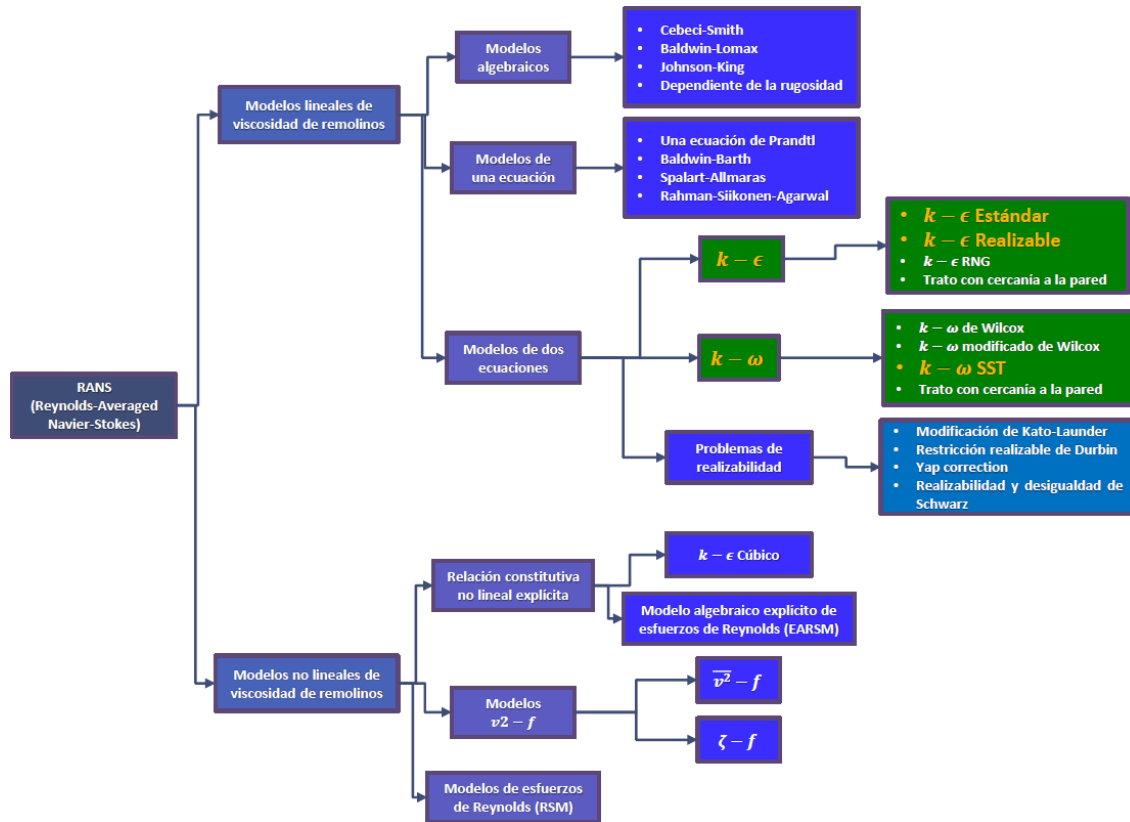 RANS
(Reynolds-Averaged
Navier-Stokes)
Modelos lineales de
viscosidad de remolinos
Modelos
algebraicos
• Cebeci-Smith
• Baldwin-Lomax
• Johnson-King
• Dependiente de la rugosidad
Modelos de
una ecuación
• Una ecuación de Prandtl
• Baldwin-Barth
• Spalart-Allmaras
• Rahman-Siikonen-Agarwal
Modelos de dos
ecuaciones
k − ϵ
• k − ϵ Estándar
• k − ϵ Realizable
• k − ϵ RNG
• Trato con cercanía a la pared
k − ω
• k − ω de Wilcox
• k − ω modificado de Wilcox
• k − ω SST
• Trato con cercanía a la pared
Problemas de
realizabilidad
• Modificación de Kato-Launder
• Restricción realizable de Durbin
• Yap correction
• Realizabilidad y desigualdad de
Schwarz
Modelos no lineales de
viscosidad de remolinos
Relación constitutiva
no lineal explícita
k − ϵ Cúbico
Modelo algebraico explícito de
esfuerzos de Reynolds (EARSM)
Modelos
v2 − f
v̅²̅ − f
ζ − f
Modelos de esfuerzos
de Reynolds (RSM)